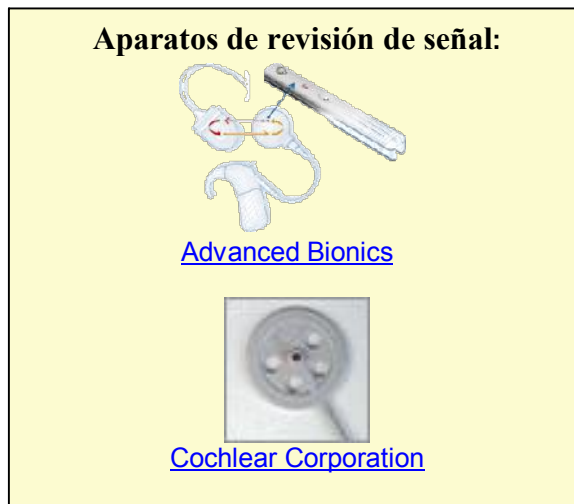 Aparatos de revisión de señal:
Advanced Bionics
Cochlear Corporation